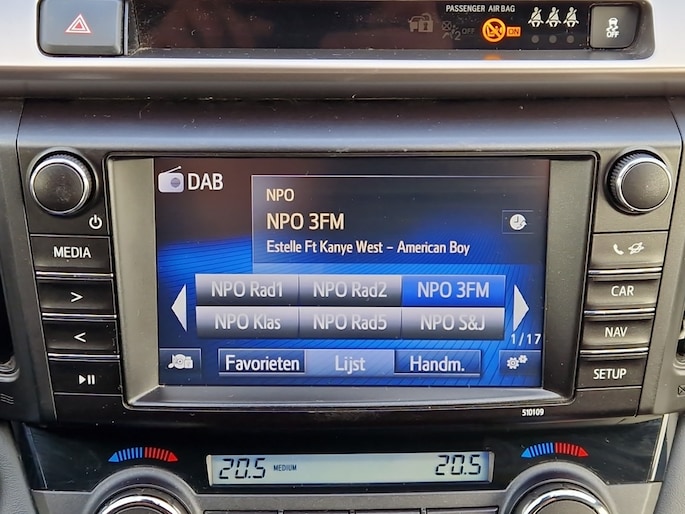 PASSENGER AIR BAG
OFF
ON
OFF
DAB
NPO
NPO 3FM
Estelle Ft Kanye West - American Boy
NPO Rad1 NPO Rad2 NPO 3FM
NPO Klas NPO Rad5 NPO S&J
1/17
Favorieten Lijst Handm.
MEDIA
>
<
CAR
NAV
SETUP
510109
20.5 MEDIUM 20.5